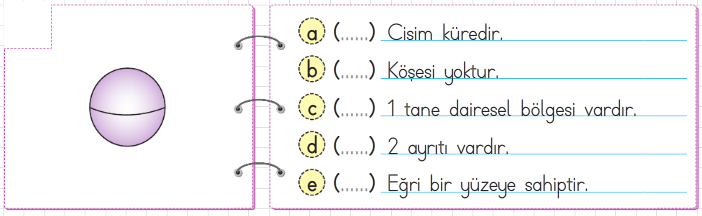 a (......) Cisim küredir.
b (......) Köşesi yoktur.
c (......) 1 tane dairesel bölgesi vardır.
d (......) 2 ayrıtı vardır.
e (......) Eğri bir yüzeye sahiptir.